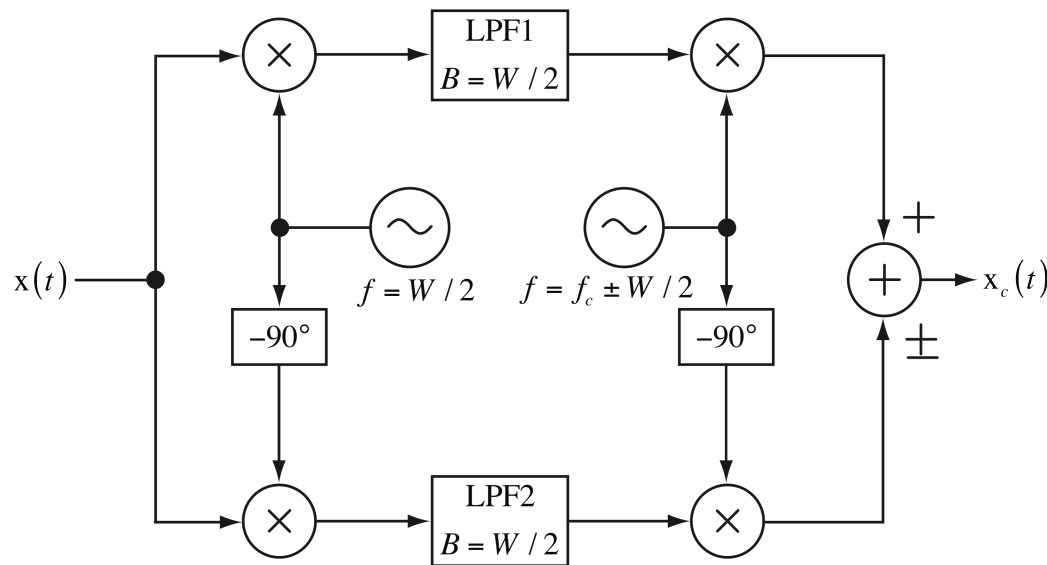 LPF1
B = W / 2
x(t)
f = W / 2
f = f_c ± W / 2
+
x_c(t)
−90°
−90°
±
LPF2
B = W / 2